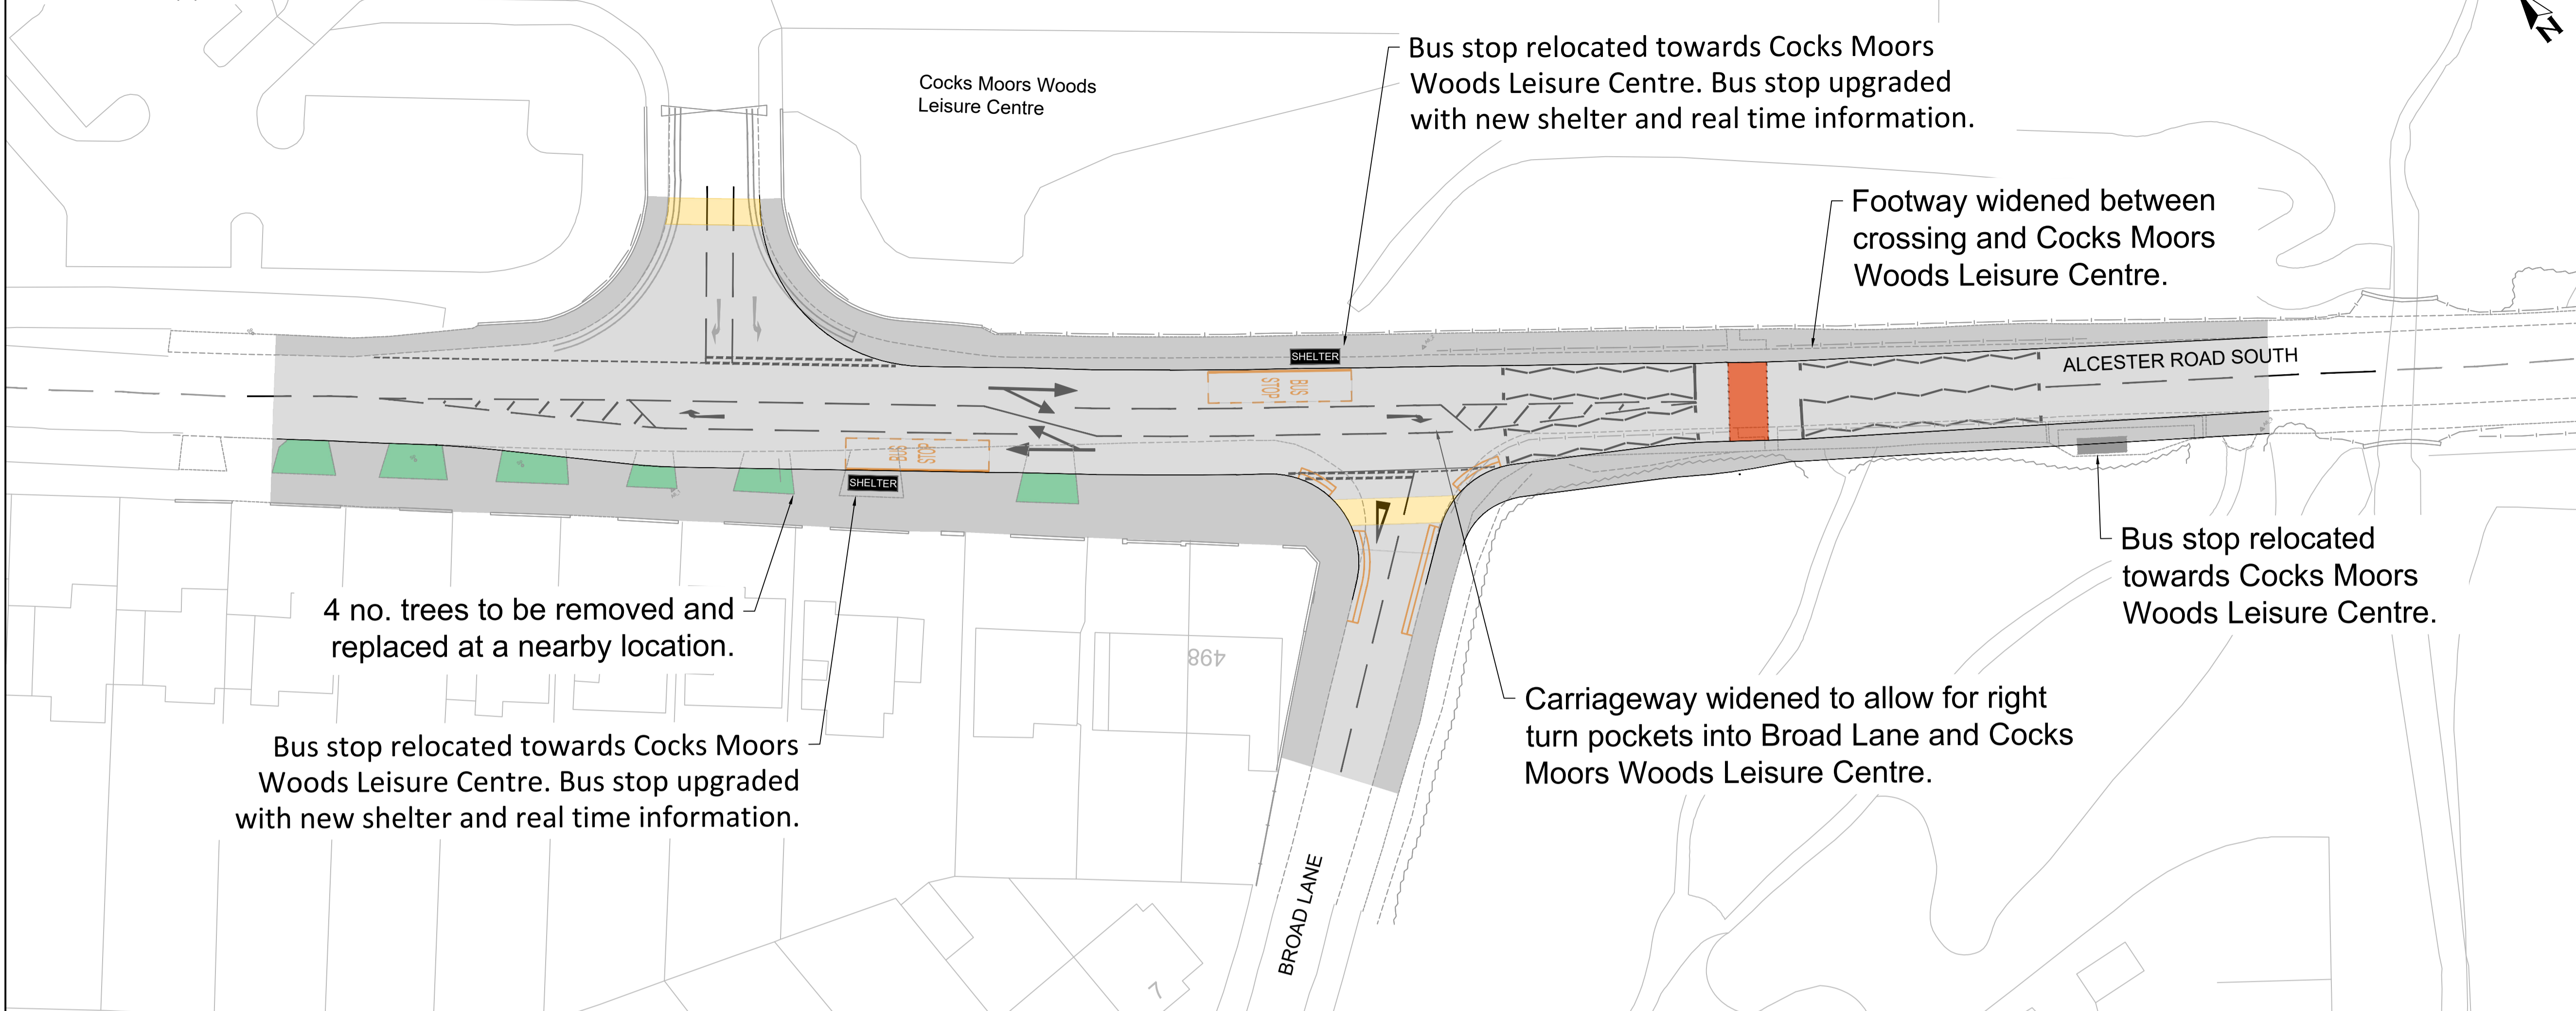 N
Bus stop relocated towards Cocks Moors
Woods Leisure Centre. Bus stop upgraded
with new shelter and real time information.
Cocks Moors Woods
Leisure Centre
Footway widened between
crossing and Cocks Moors
Woods Leisure Centre.
SHELTER
ALCESTER ROAD SOUTH
BUS
STOP
BUS
STOP
SHELTER
Bus stop relocated
towards Cocks Moors
Woods Leisure Centre.
4 no. trees to be removed and
replaced at a nearby location.
498
Carriageway widened to allow for right
turn pockets into Broad Lane and Cocks
Moors Woods Leisure Centre.
Bus stop relocated towards Cocks Moors
Woods Leisure Centre. Bus stop upgraded
with new shelter and real time information.
BROAD LANE
7